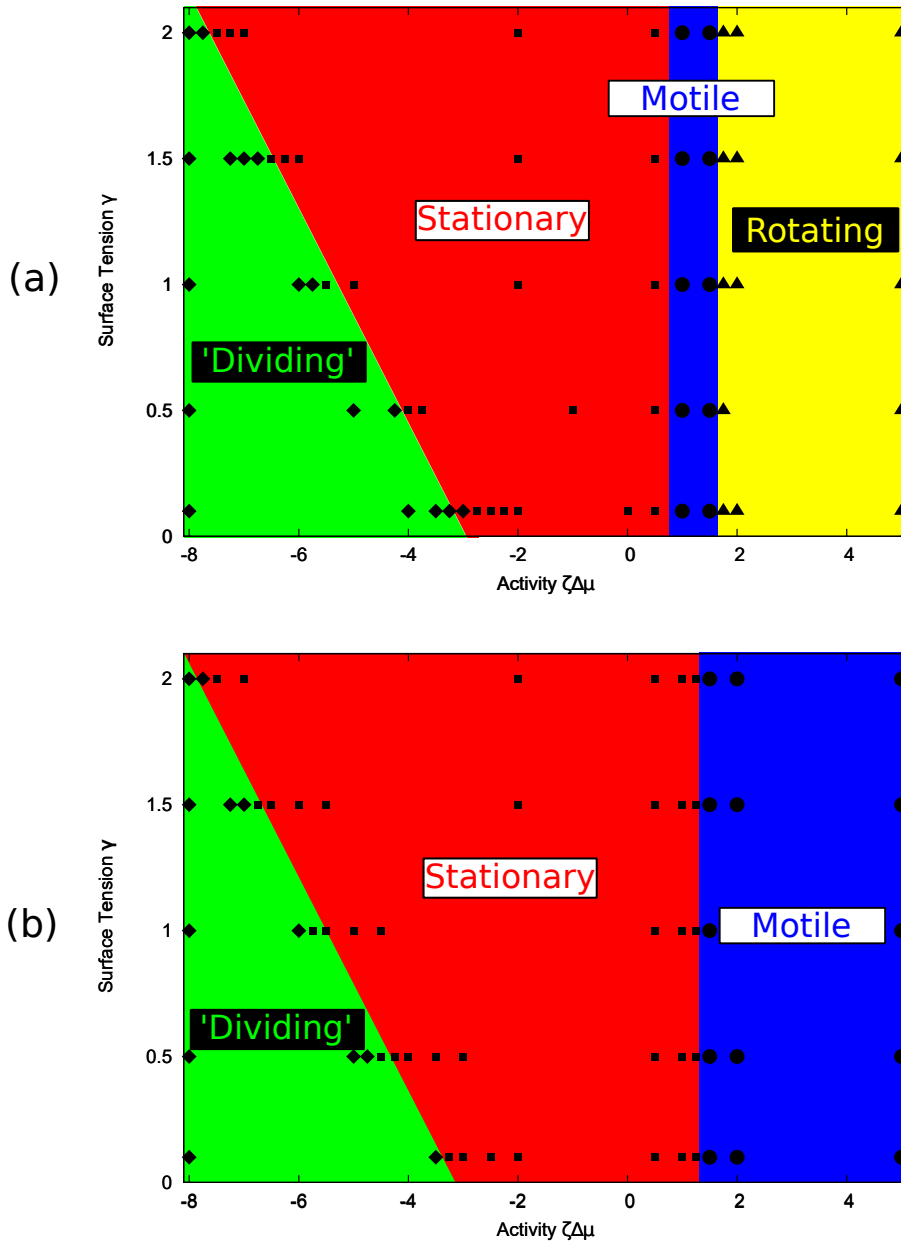 (a)
Surface Tension γ
2
1.5
1
0.5
0
Motile
Stationary
Rotating
'Dividing'
-8 -6 -4 -2 0 2 4
Activity ζΔμ
(b)
Surface Tension γ
2
1.5
1
0.5
0
Stationary
Motile
'Dividing'
-8 -6 -4 -2 0 2 4
Activity ζΔμ